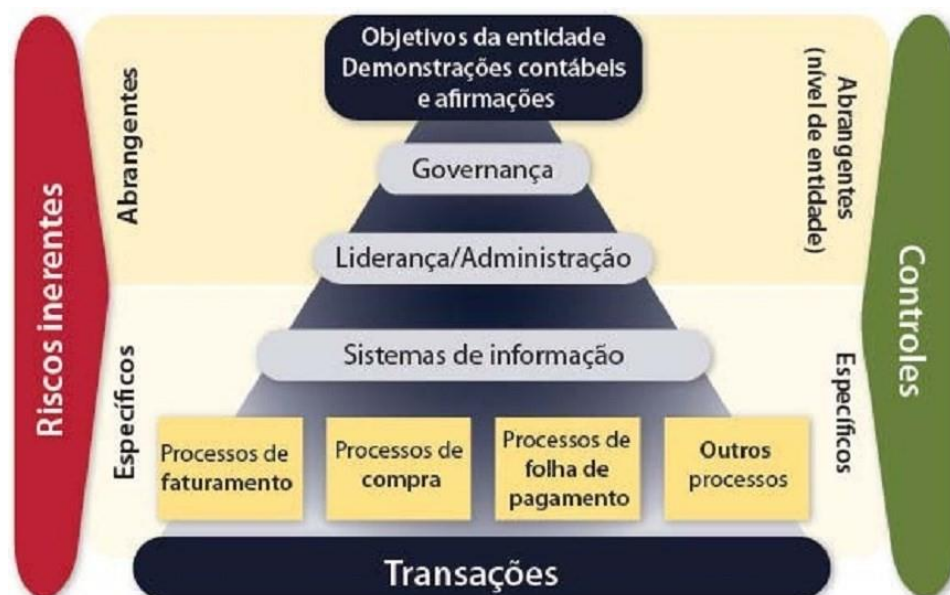 Objetivos da entidade
Demonstrações contábeis
e afirmações
Governança
Liderança/Administração
Sistemas de informação
Processos de
faturamento
Processos de
compra
Processos de
folha de
pagamento
Outros
processos
Transações
Riscos inerentes
Abrangentes
Específicos
Abrangentes
(nível de entidade)
Específicos
Controles